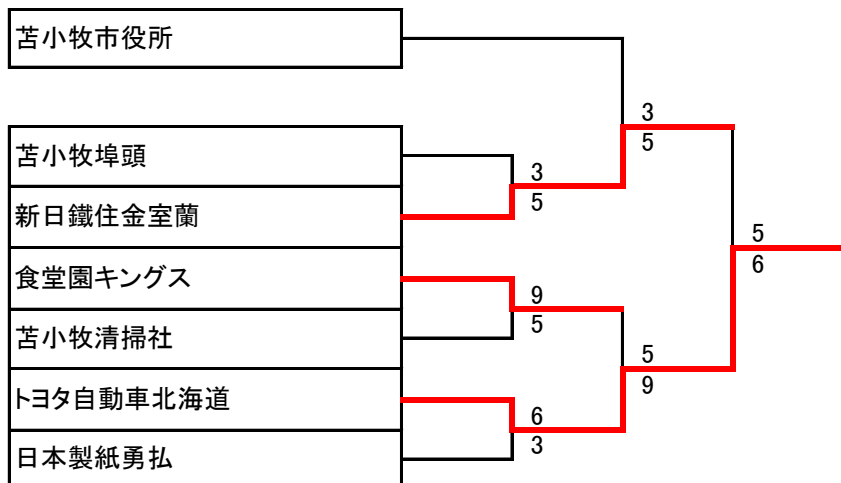 苫小牧市役所
3
5
苫小牧埠頭
3
5
新日鐵住金室蘭
5
6
食堂園キングス
9
5
苫小牧清掃社
5
9
トヨタ自動車北海道
6
3
日本製紙勇払